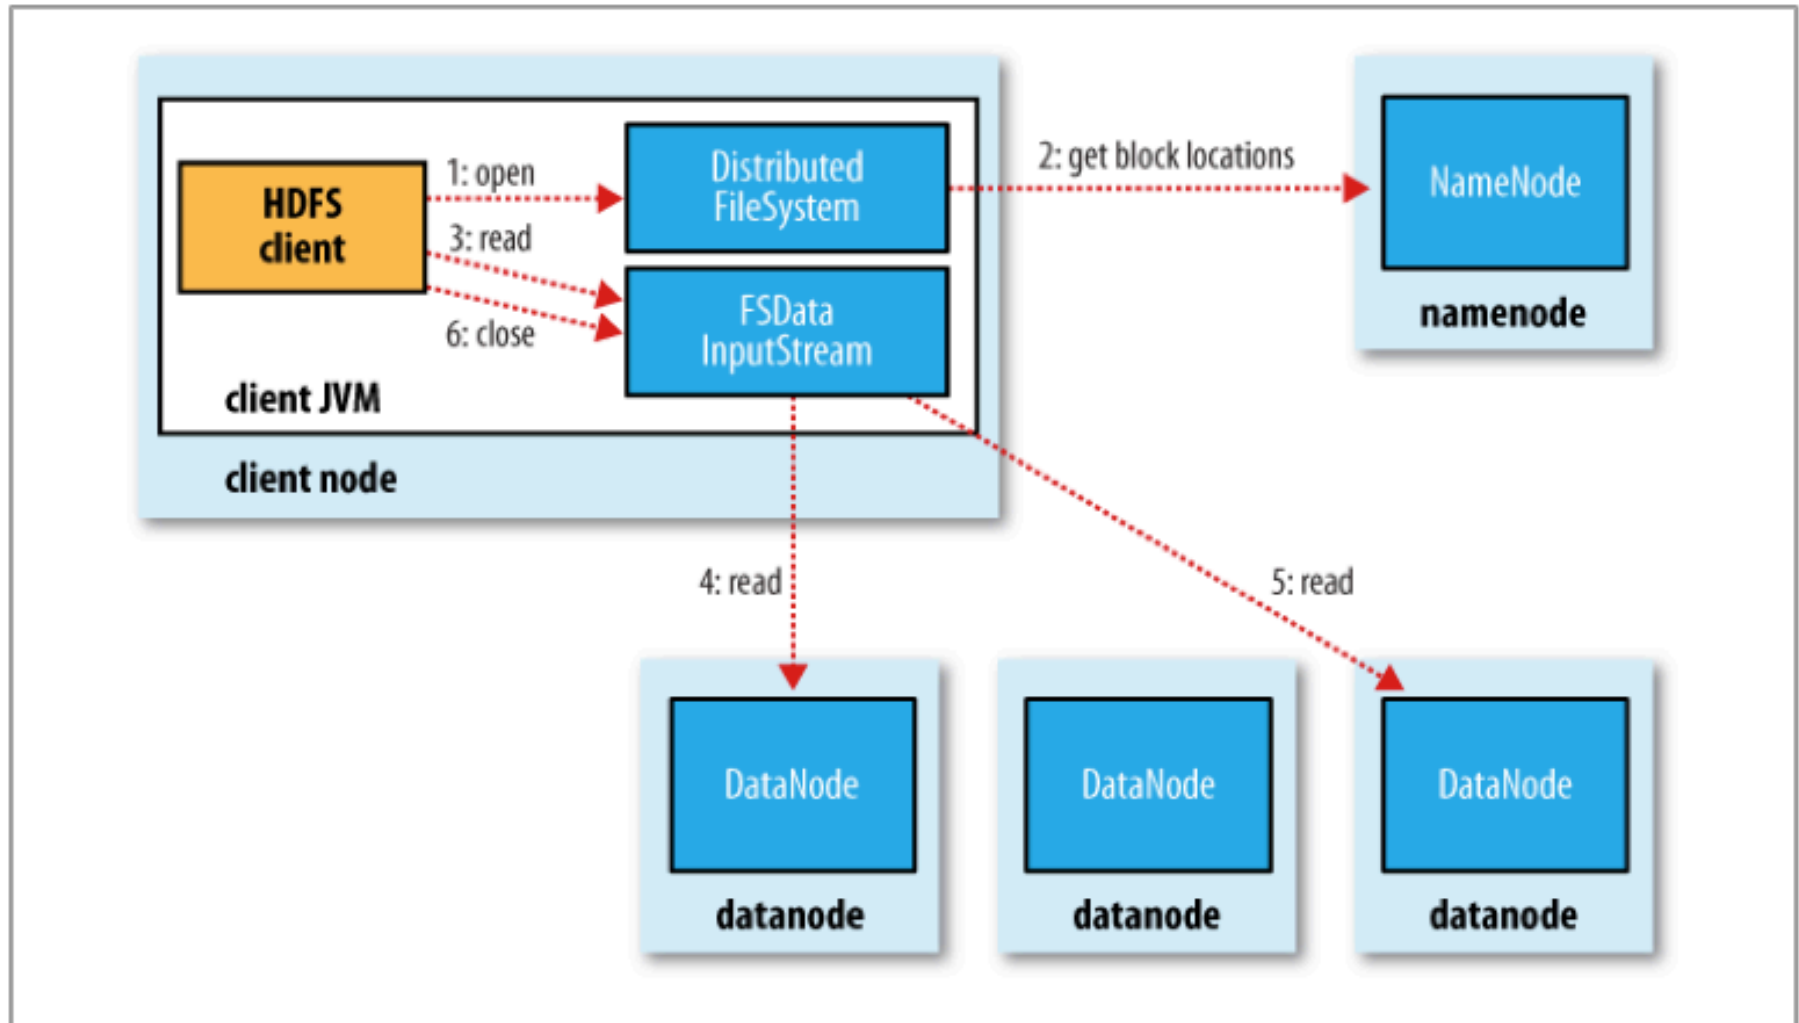 HDFS
client
1: open
3: read
6: close
Distributed
FileSystem
FSData
InputStream
client JVM
client node
2: get block locations
NameNode
namenode
4: read
5: read
DataNode
datanode
DataNode
datanode
DataNode
datanode